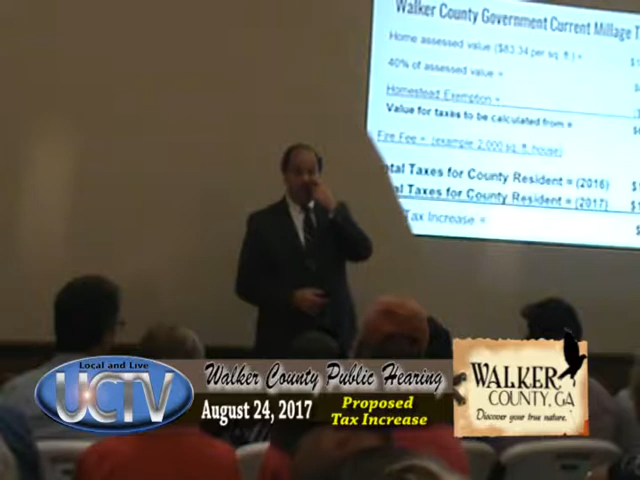 Walker County Government Current Millage
Home assessed value ($83.34 per sq. ft.) =
40% of assessed value =
Homestead Exemption =
Value for taxes to be calculated from =
Fire Fee = (example 2,000 sq. ft. house)
Taxes for County Resident = (2016)
Taxes for County Resident = (2017)
Tax Increase =
Local and Live
UCTV
Walker County Public Hearing
August 24, 2017
Proposed
Tax Increase
WALKER
COUNTY, GA
Discover your true nature.